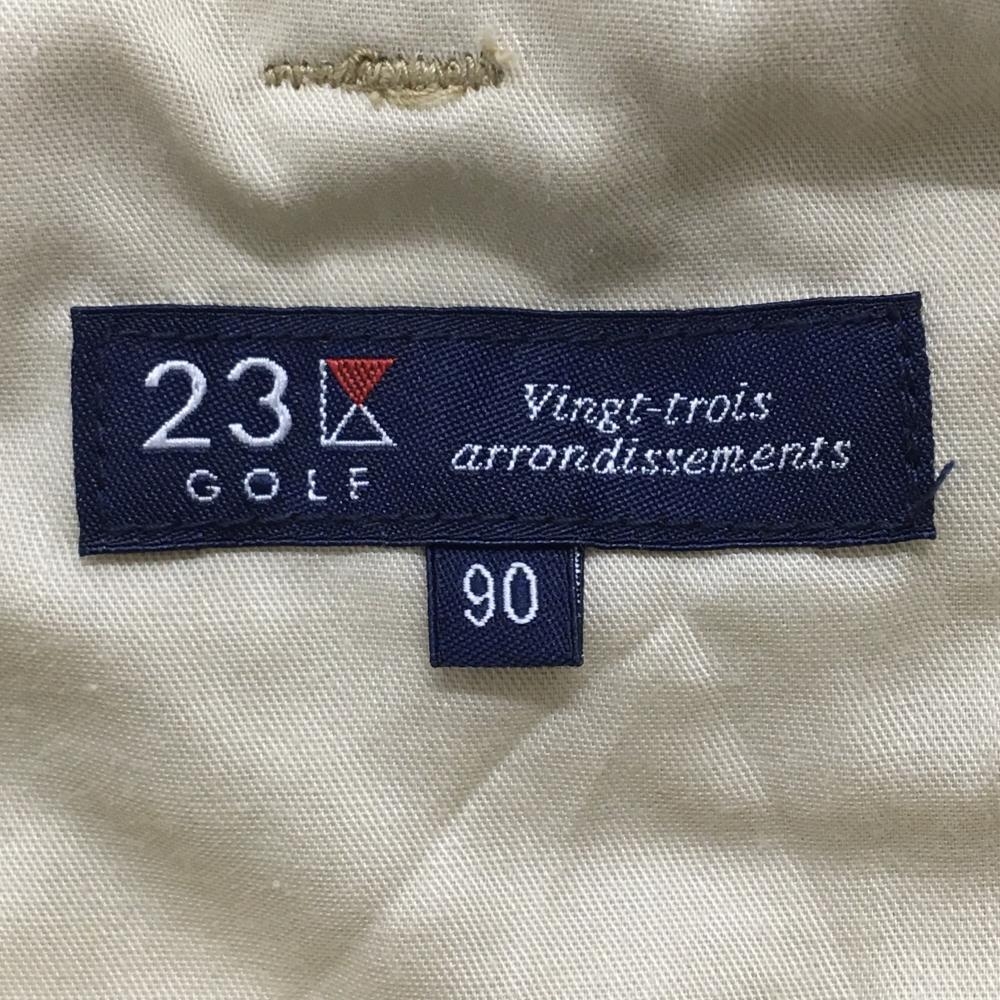 23
GOLF
Vingt-trois
arrondissements
90